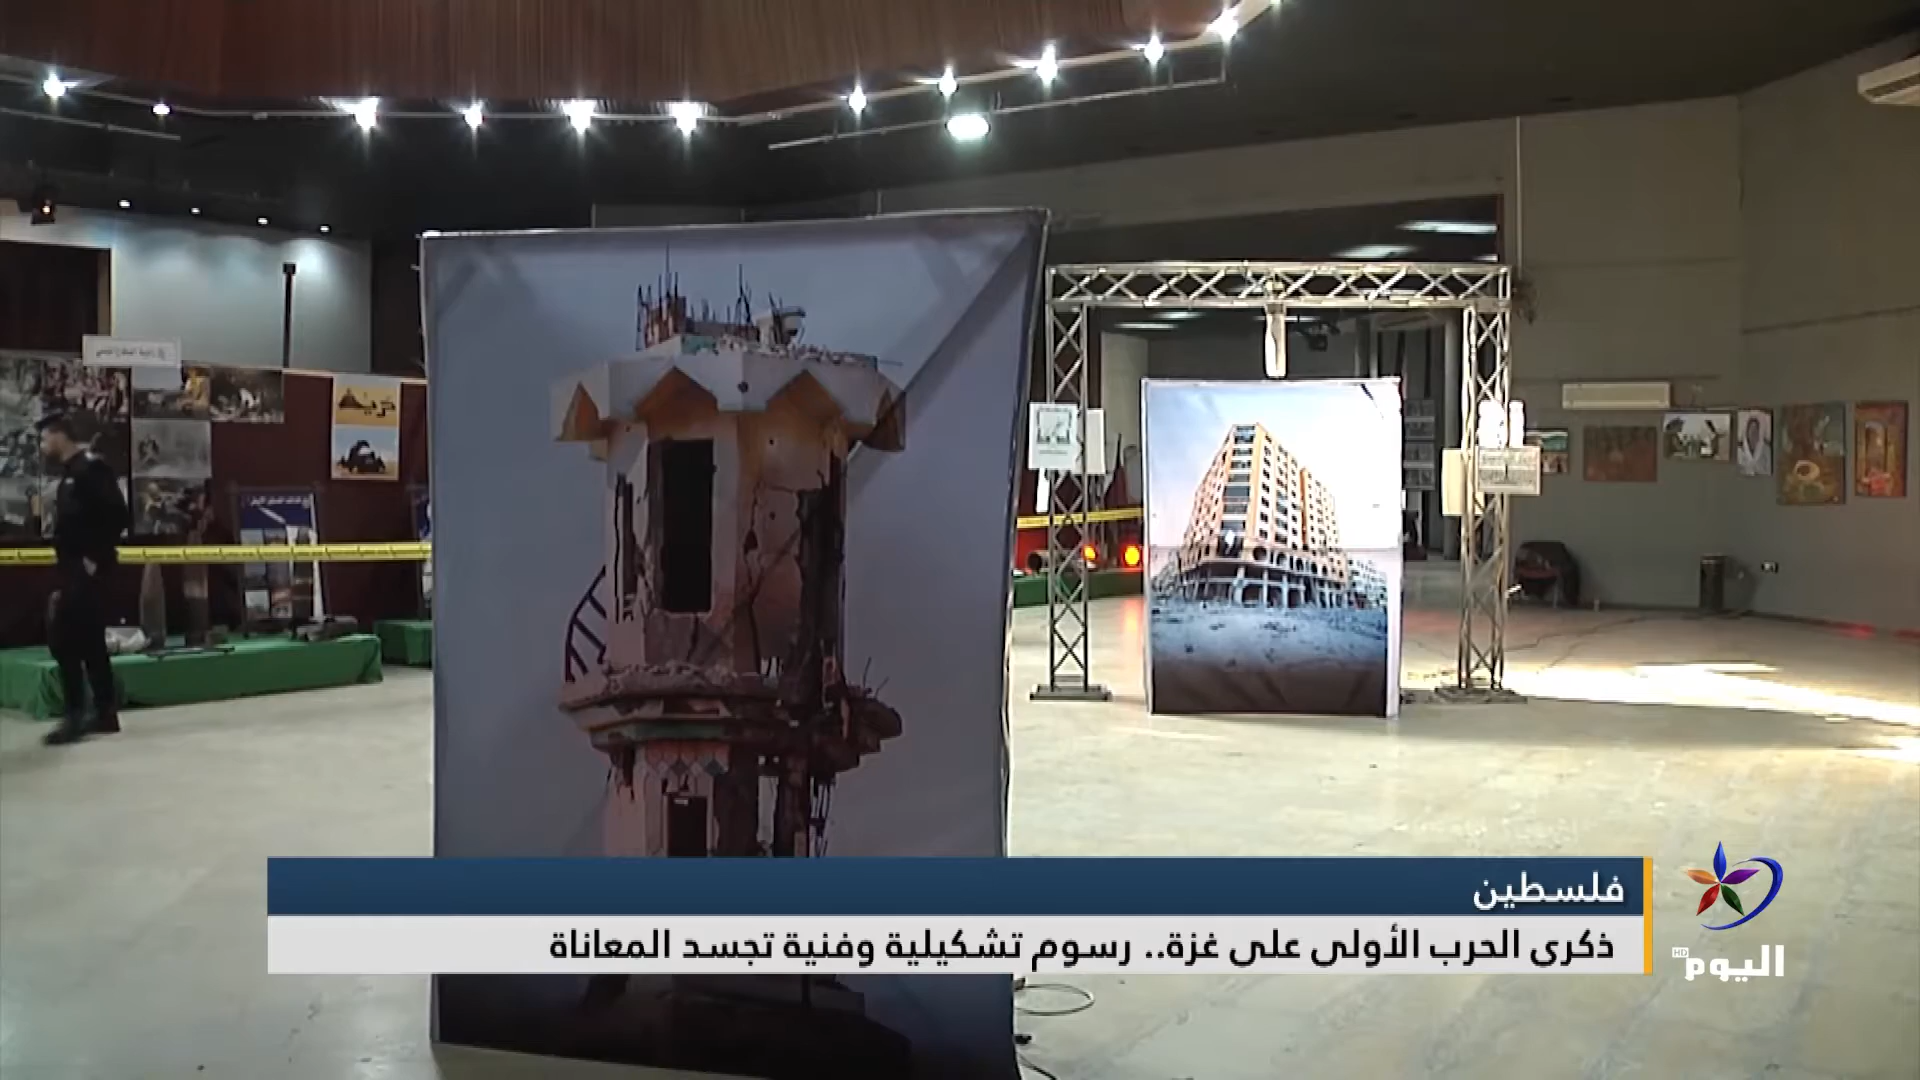 فلسطين
ذكرى الحرب الأولى على غزة.. رسوم تشكيلية وفنية تجسد المعاناة
اليوم
HD